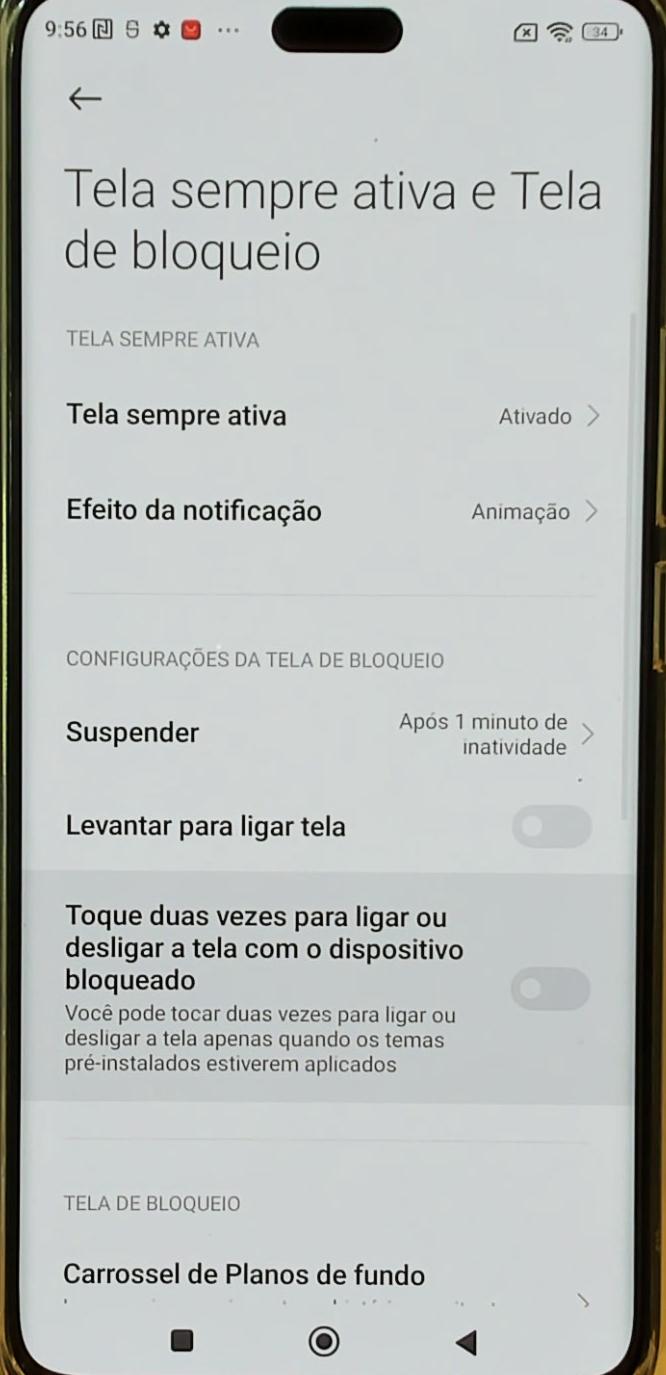 9:56
34
Tela sempre ativa e Tela
de bloqueio
TELA SEMPRE ATIVA
Tela sempre ativa
Ativado
Efeito da notificação
Animação
CONFIGURAÇÕES DA TELA DE BLOQUEIO
Suspender
Após 1 minuto de
inatividade
Levantar para ligar tela
Toque duas vezes para ligar ou
desligar a tela com o dispositivo
bloqueado
Você pode tocar duas vezes para ligar ou
desligar a tela apenas quando os temas
pré-instalados estiverem aplicados
TELA DE BLOQUEIO
Carrossel de Planos de fundo